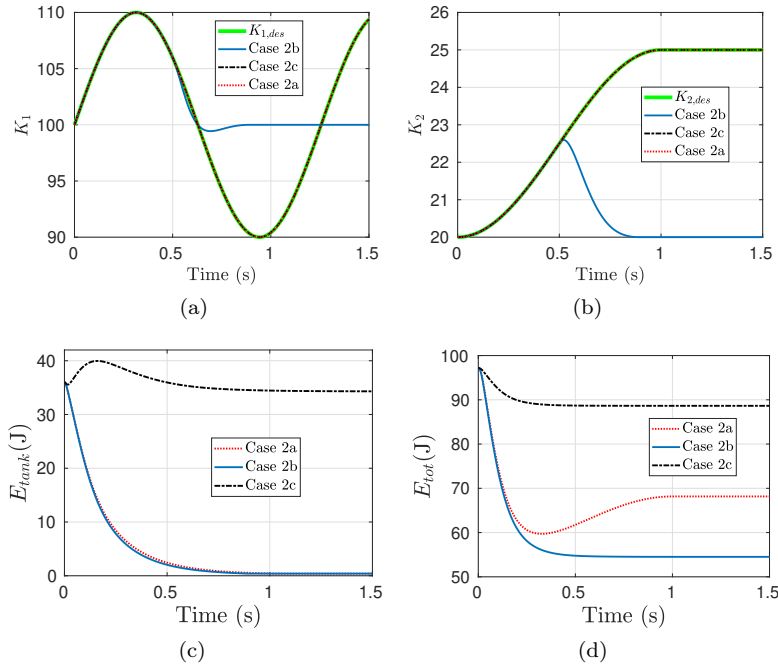 110
105
100
95
90
K₁
K₁,des
Case 2b
Case 2c
Case 2a
0 0.5 1 1.5
Time (s)
(a)
26
25
24
23
22
21
20
K₂
K₂,des
Case 2b
Case 2c
Case 2a
0 0.5 1 1.5
Time (s)
(b)
40
30
20
10
0
E_tank(J)
Case 2a
Case 2b
Case 2c
0 0.5 1 1.5
Time (s)
(c)
100
90
80
70
60
50
E_tot(J)
Case 2a
Case 2b
Case 2c
0 0.5 1 1.5
Time (s)
(d)